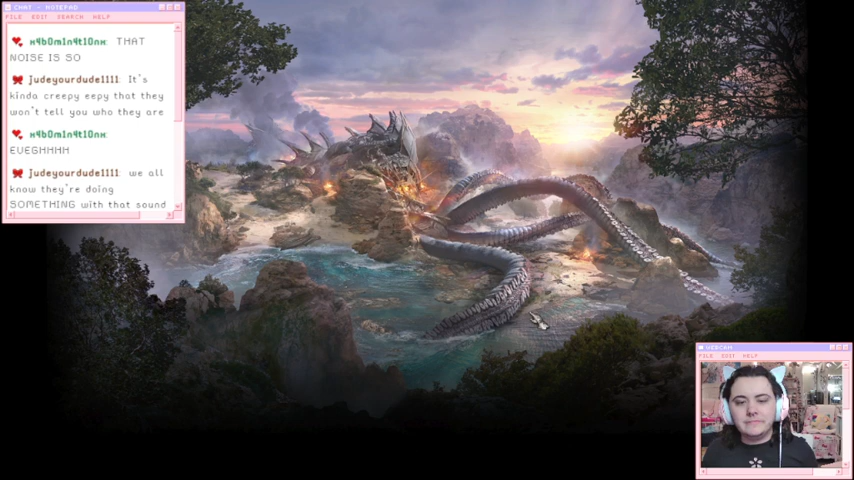 CHAT - NOTEPAD
FILE EDIT SEARCH HELP
x4b0m1n4t10nx: THAT
NOISE IS SO
judeyourdude1111: It's
kinda creepy eepy that they
won't tell you who they are
x4b0m1n4t10nx:
EUEGHHHH
judeyourdude1111: we all
know they're doing
SOMETHING with that sound
WEBCAM
FILE EDIT HELP